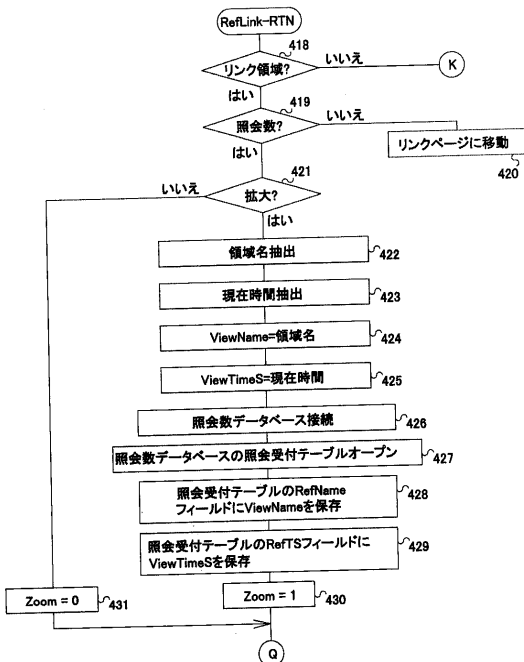 RefLink-RTN
418
リンク領域?
いいえ
K
はい
419
照会数?
いいえ
はい
リンクページに移動
420
421
いいえ
拡大?
はい
領域名抽出
422
現在時間抽出
423
ViewName=領域名
424
ViewTimeS=現在時間
425
照会数データベース接続
426
照会数データベースの照会受付テーブルオープン
427
照会受付テーブルのRefName
フィールドにViewNameを保存
428
照会受付テーブルのRefTSフィールドに
ViewTimeSを保存
429
Zoom = 0
431
Zoom = 1
430
Q